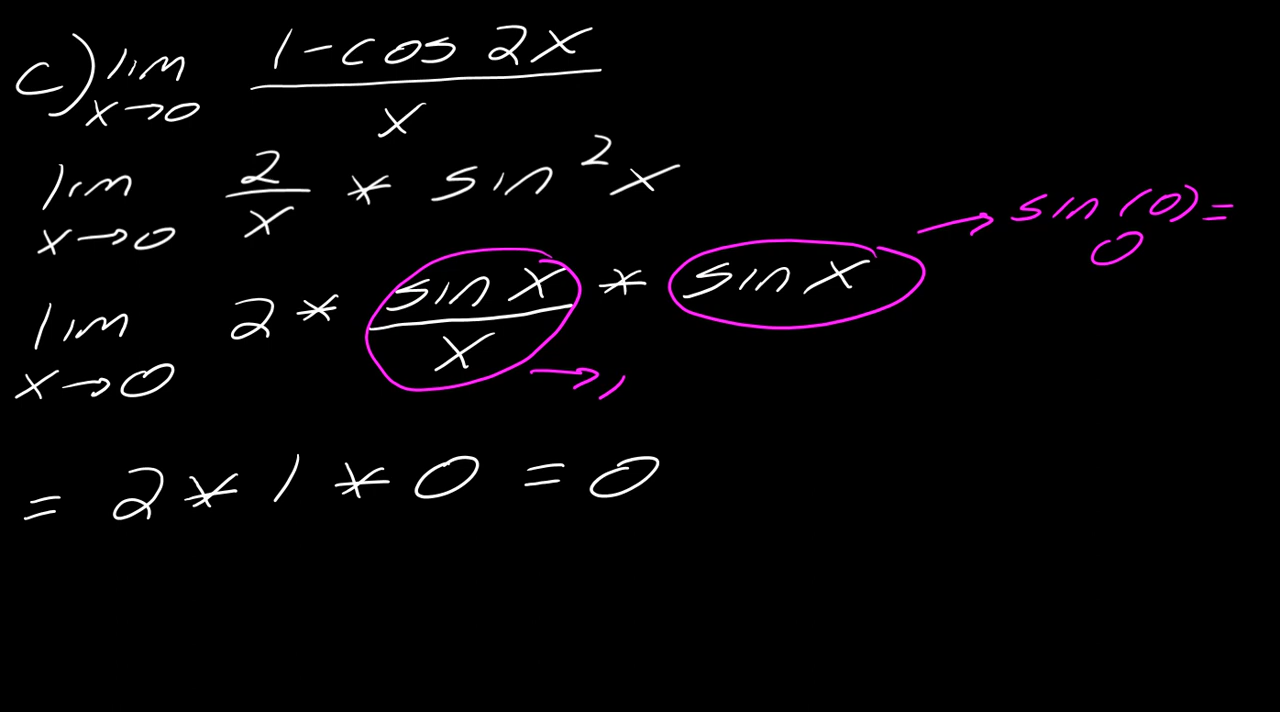 c) lim x→0 (1 - cos 2x)/x
lim x→0 2/x * sin²x
lim x→0 2 * (sin x)/x * sin x → sin(0) = 0
→ 1
= 2 * 1 * 0 = 0